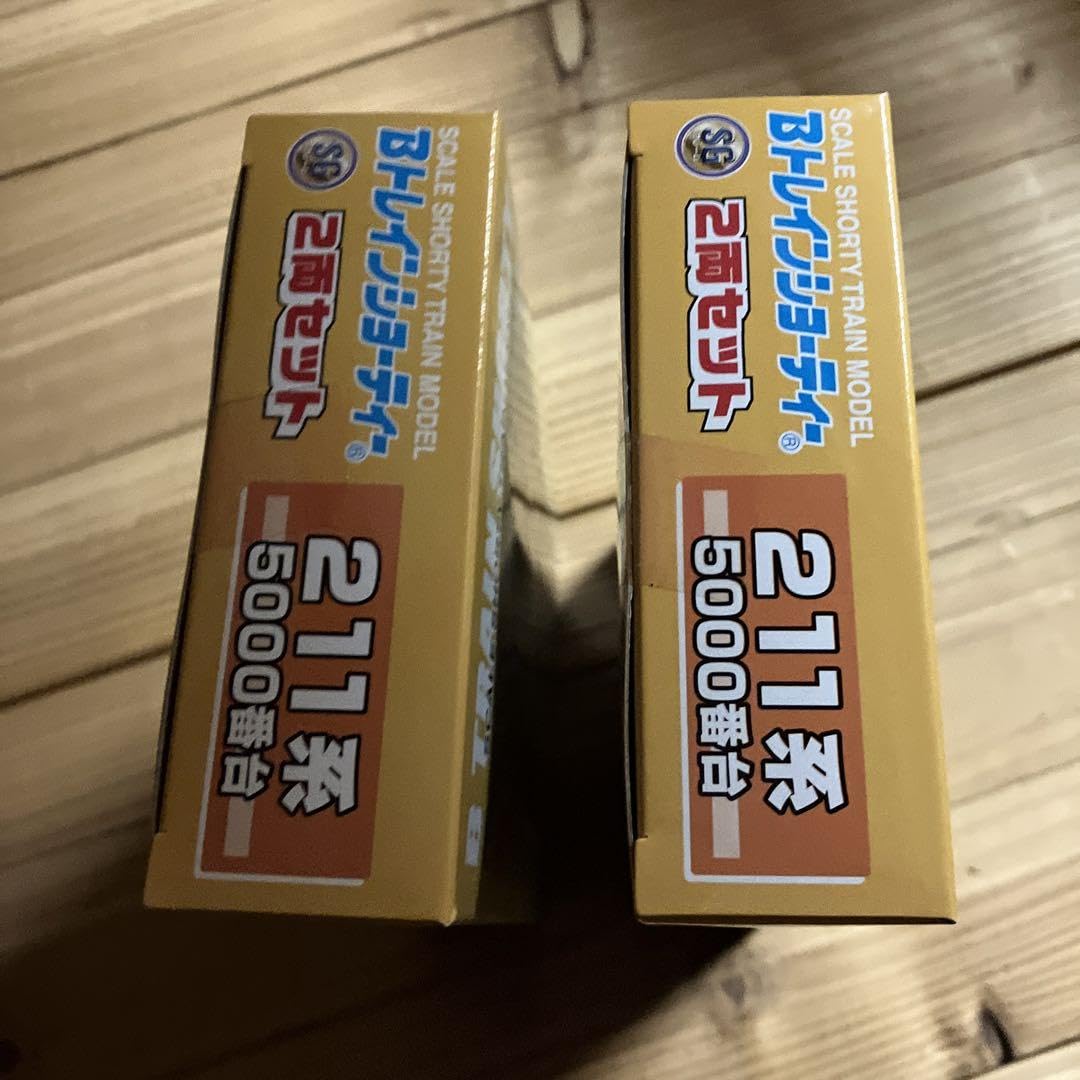 SCALE SHORTY TRAIN MODEL
Bトレインショーティー®
SG
2両セット
211系
5000番台
SCALE SHORTY TRAIN MODEL
Bトレインショーティー®
SG
2両セット
211系
5000番台